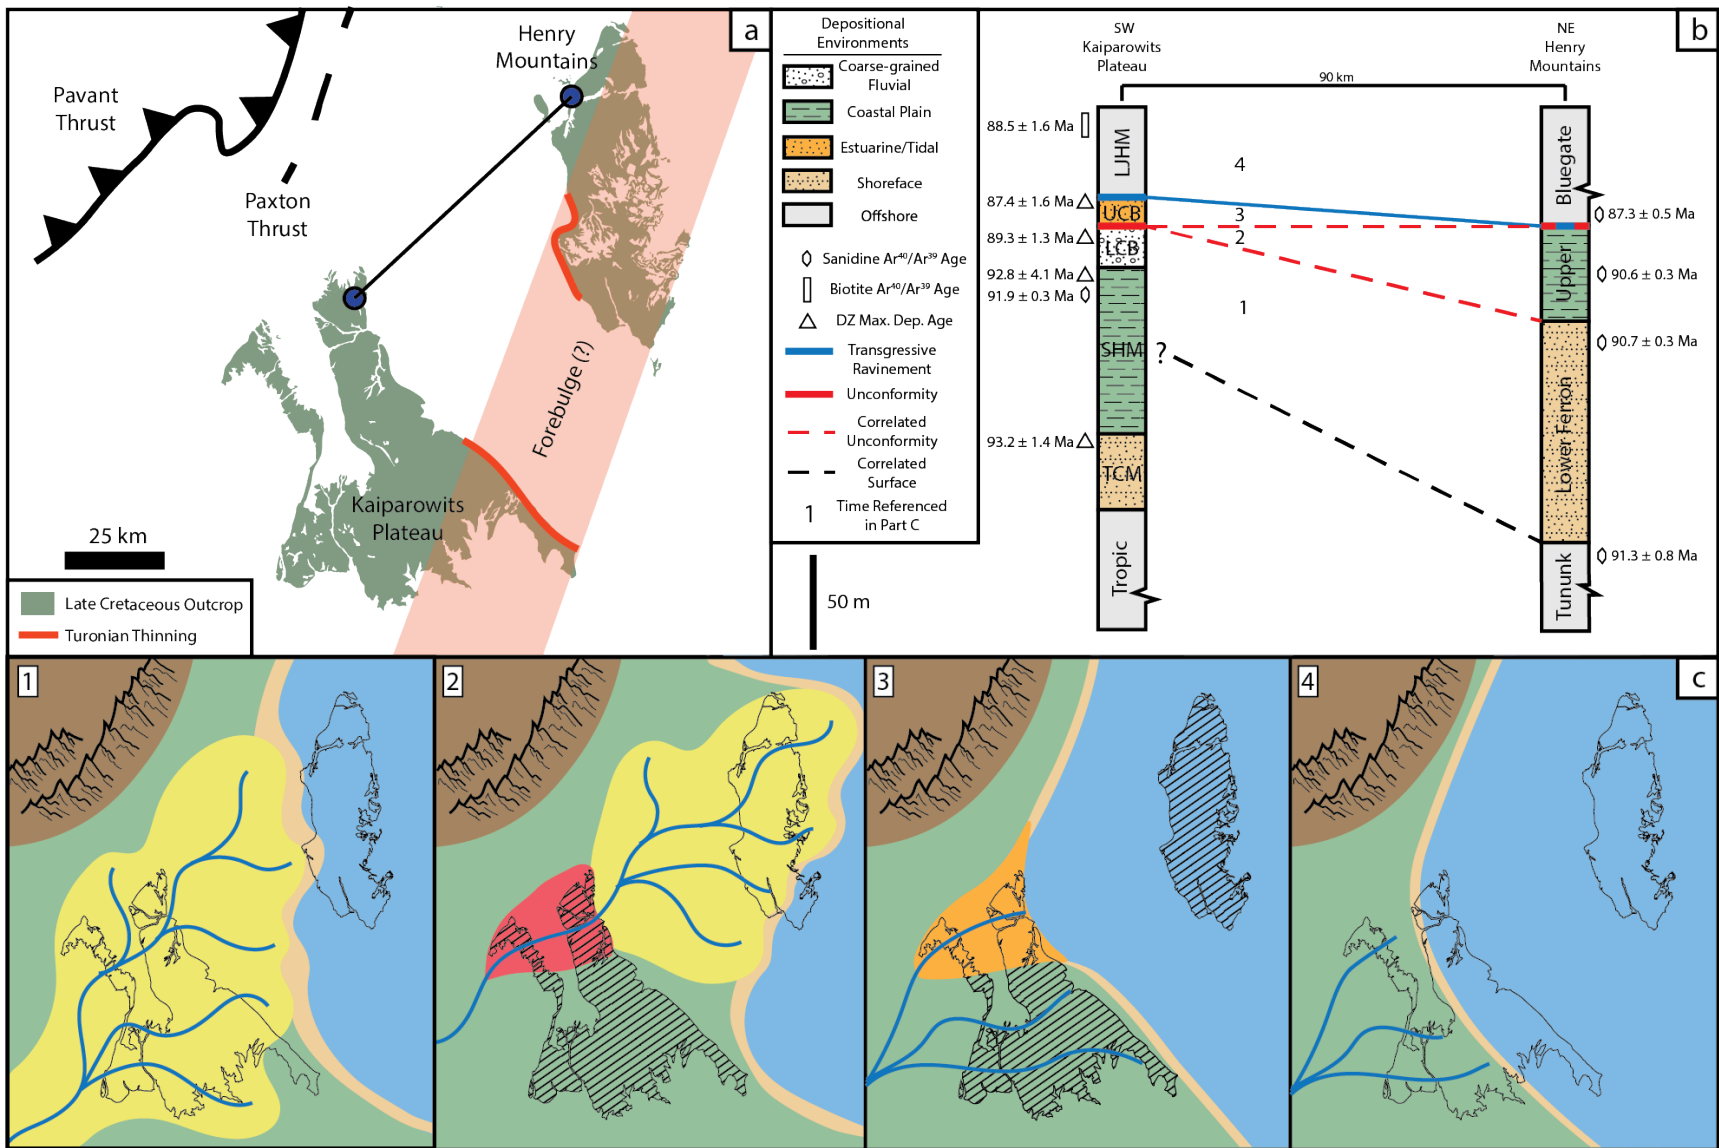 a
Henry
Mountains
Pavant
Thrust
Paxton
Thrust
Forebulge (?)
Kaiparowits
Plateau
25 km
Late Cretaceous Outcrop
Turonian Thinning
b
Depositional
Environments
Coarse-grained
Fluvial
Coastal Plain
Estuarine/Tidal
Shoreface
Offshore
Sanidine Ar⁴⁰/Ar³⁹ Age
Biotite Ar⁴⁰/Ar³⁹ Age
DZ Max. Dep. Age
Transgressive
Ravinement
Unconformity
Correlated
Unconformity
Correlated
Surface
1
Time Referenced
in Part C
50 m
SW
Kaiparowits
Plateau
NE
Henry
Mountains
90 km
88.5 ± 1.6 Ma
87.4 ± 1.6 Ma
89.3 ± 1.3 Ma
92.8 ± 4.1 Ma
91.9 ± 0.3 Ma
93.2 ± 1.4 Ma
LJHM
UCB
LCB
SHM
TCM
Tropic
4
3
2
1
?
Bluegate
Upper
Lower Ferron
Tununk
87.3 ± 0.5 Ma
90.6 ± 0.3 Ma
90.7 ± 0.3 Ma
91.3 ± 0.8 Ma
1
2
3
4
c